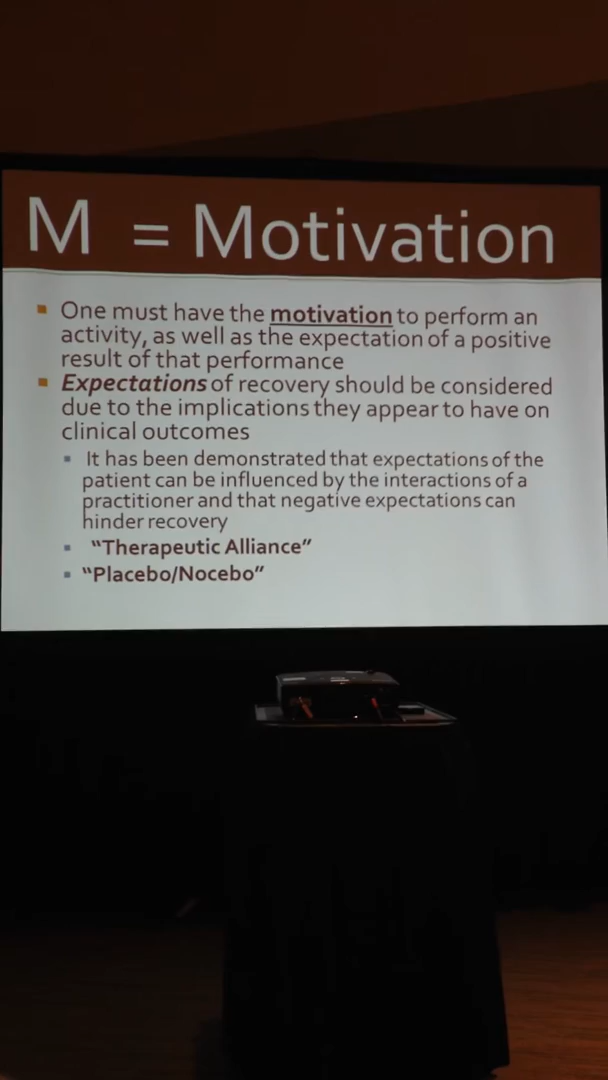 M = Motivation
▪ One must have the motivation to perform an
activity, as well as the expectation of a positive
result of that performance
▪ Expectations of recovery should be considered
due to the implications they appear to have on
clinical outcomes
▪ It has been demonstrated that expectations of the
patient can be influenced by the interactions of a
practitioner and that negative expectations can
hinder recovery
▪ “Therapeutic Alliance”
▪ “Placebo/Nocebo”